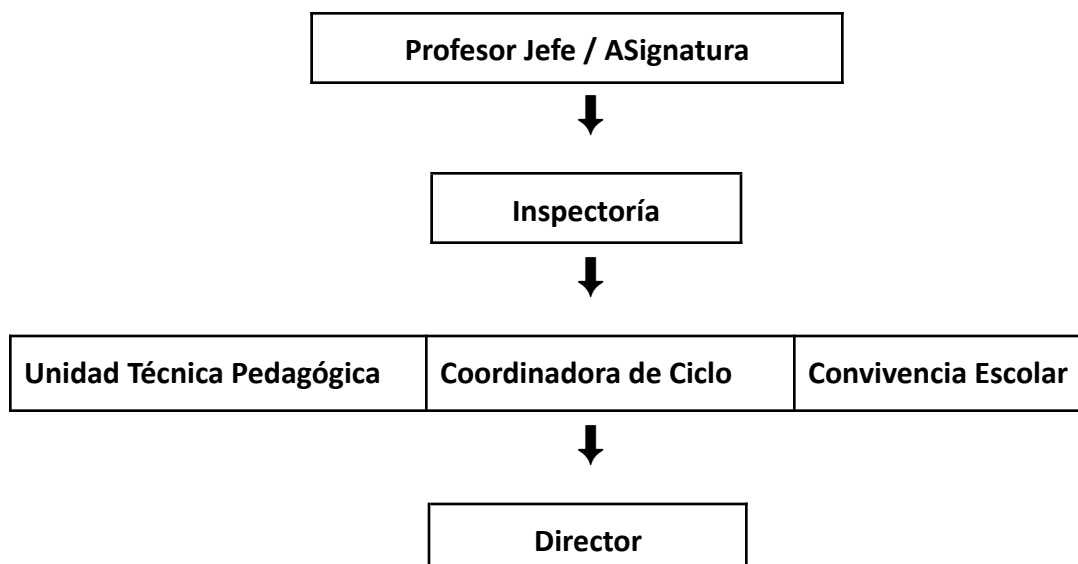 Profesor Jefe / ASignatura
Inspectoría
Unidad Técnica Pedagógica
Coordinadora de Ciclo
Convivencia Escolar
Director